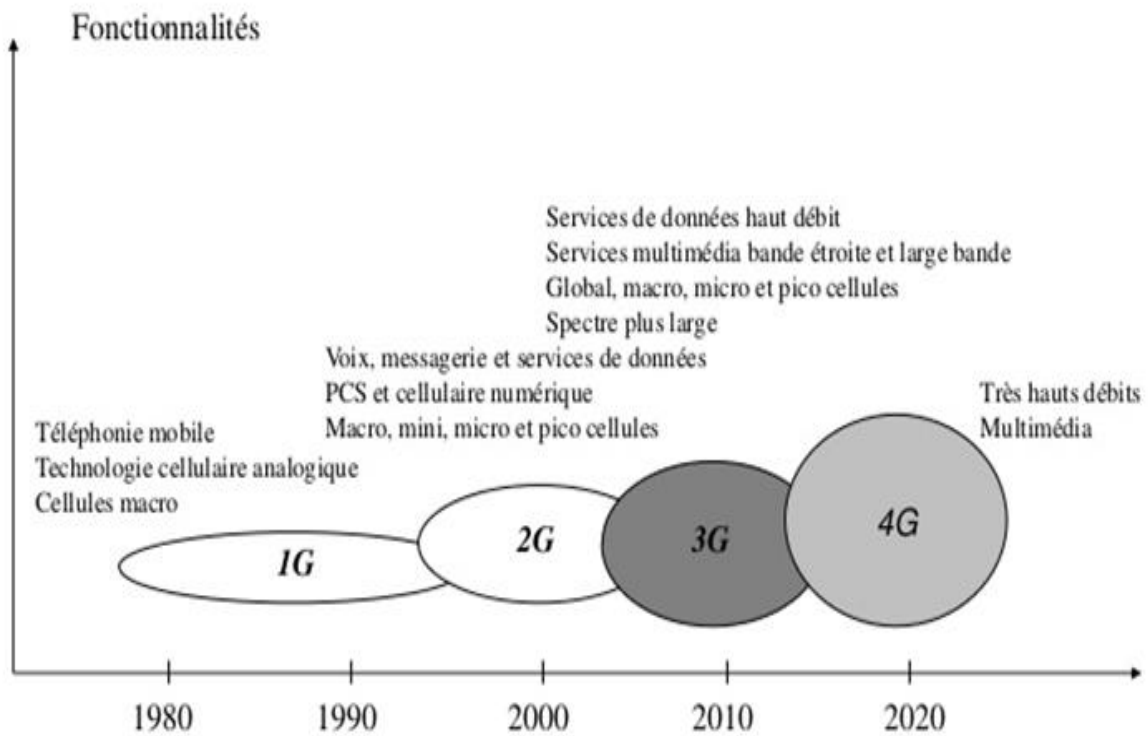 Fonctionnalités
Services de données haut débit
Services multimédia bande étroite et large bande
Global, macro, micro et pico cellules
Spectre plus large
Voix, messagerie et services de données
PCS et cellulaire numérique
Macro, mini, micro et pico cellules
Très hauts débits
Multimédia
Téléphonie mobile
Technologie cellulaire analogique
Cellules macro
1G
2G
3G
4G
1980
1990
2000
2010
2020